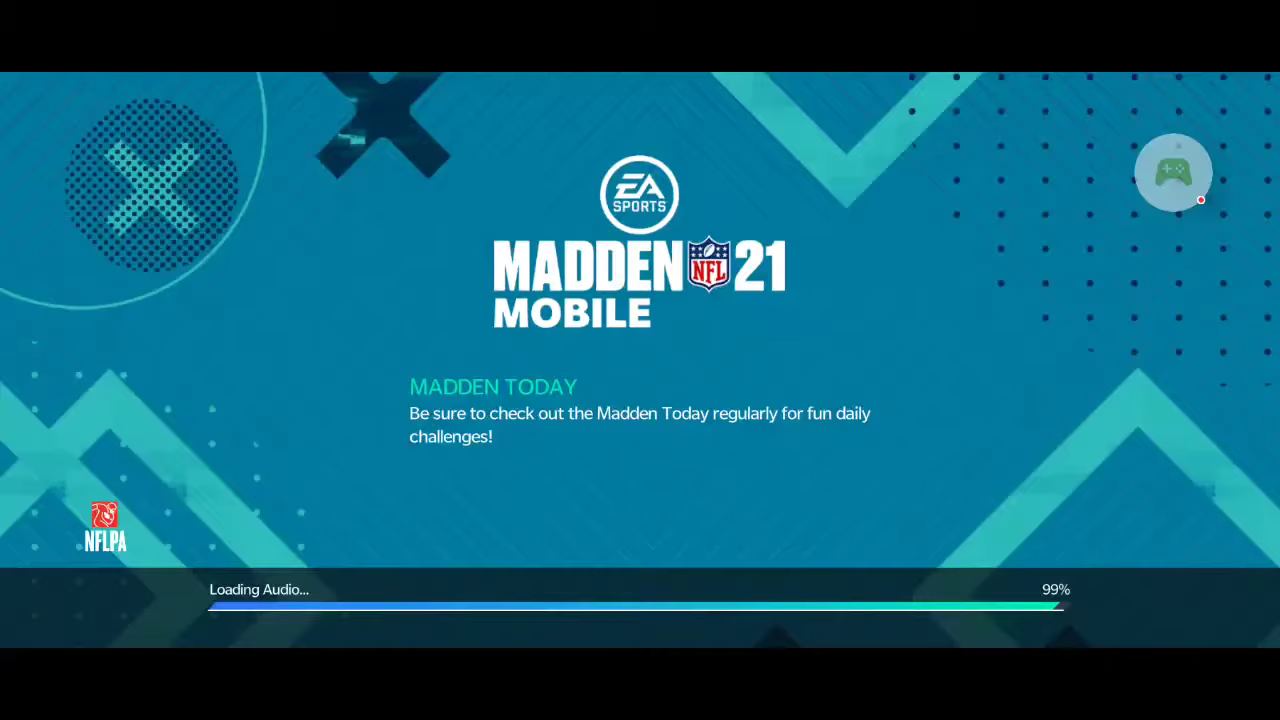 EA
SPORTS
MADDEN NFL 21
MOBILE
MADDEN TODAY
Be sure to check out the Madden Today regularly for fun daily
challenges!
NFLPA
Loading Audio... 99%